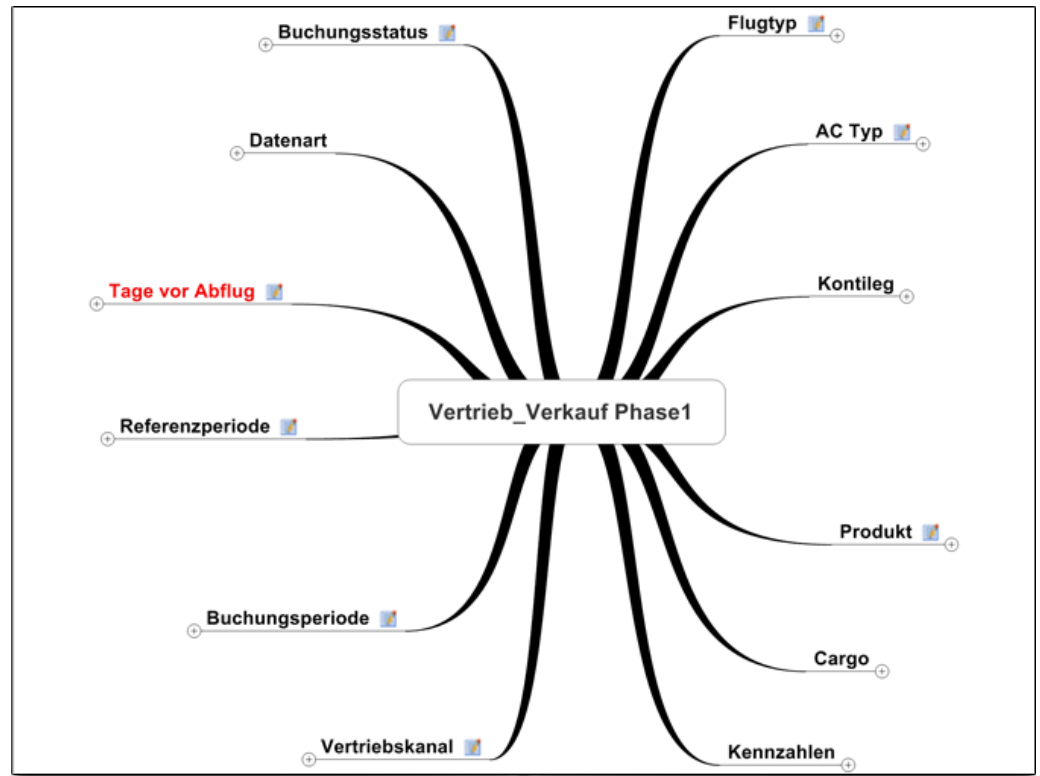 Buchungsstatus
Flugtyp
Datenart
AC Typ
Tage vor Abflug
Kontileg
Vertrieb_Verkauf Phase1
Referenzperiode
Produkt
Buchungsperiode
Cargo
Vertriebskanal
Kennzahlen